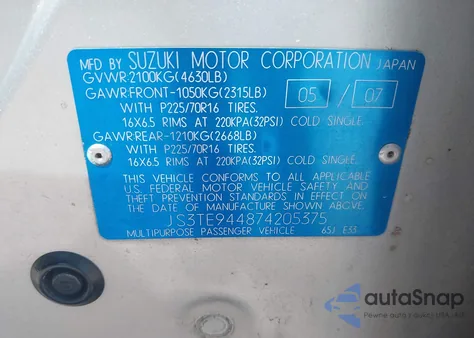 MFD BY SUZUKI MOTOR CORPORATION JAPAN
GVWR:2100KG(4630LB)
GAWR:FRONT-1050KG(2315LB) 05 / 07
WITH P225/70R16 TIRES.
16X6.5 RIMS AT 220KPA(32PSI) COLD SINGLE.
GAWR:REAR-1210KG(2668LB)
WITH P225/70R16 TIRES.
16X6.5 RIMS AT 220KPA(32PSI) COLD SINGLE.
THIS VEHICLE CONFORMS TO ALL APPLICABLE
U.S. FEDERAL MOTOR VEHICLE SAFETY AND
THEFT PREVENTION STANDARDS IN EFFECT ON THE
DATE OF MANUFACTURE SHOWN ABOVE.
JS3TE944874205375
MULTIPURPOSE PASSENGER VEHICLE 65J E33
autoSnap